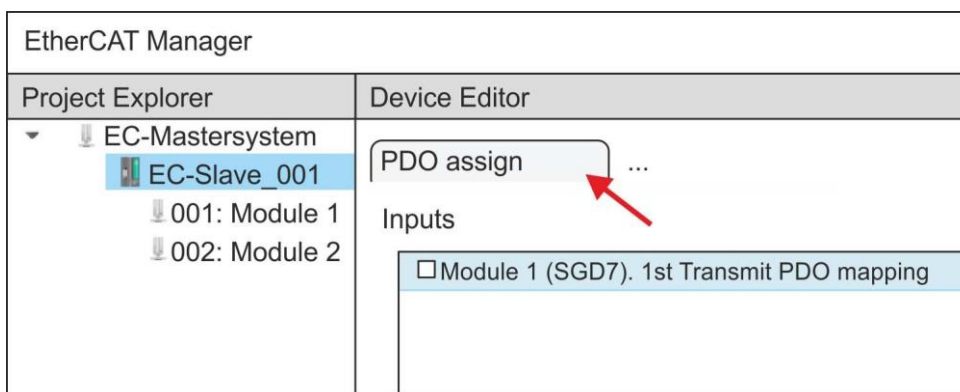 EtherCAT Manager
Project Explorer
Device Editor
EC-Mastersystem
EC-Slave_001
001: Module 1
002: Module 2
PDO assign
...
Inputs
Module 1 (SGD7). 1st Transmit PDO mapping